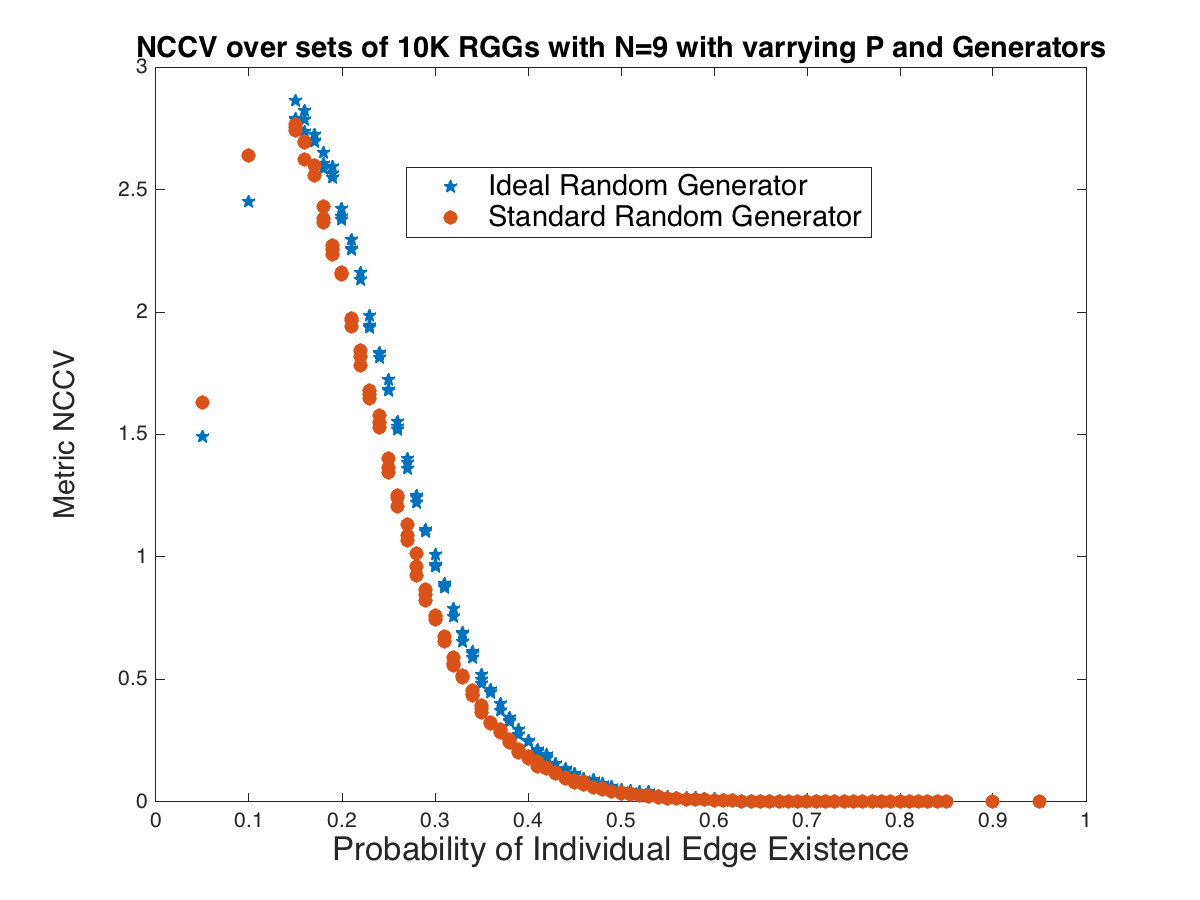 NCCV over sets of 10K RGGs with N=9 with varrying P and Generators
3
2.5
2
1.5
1
0.5
0
Metric NCCV
Ideal Random Generator
Standard Random Generator
0 0.1 0.2 0.3 0.4 0.5 0.6 0.7 0.8 0.9 1
Probability of Individual Edge Existence